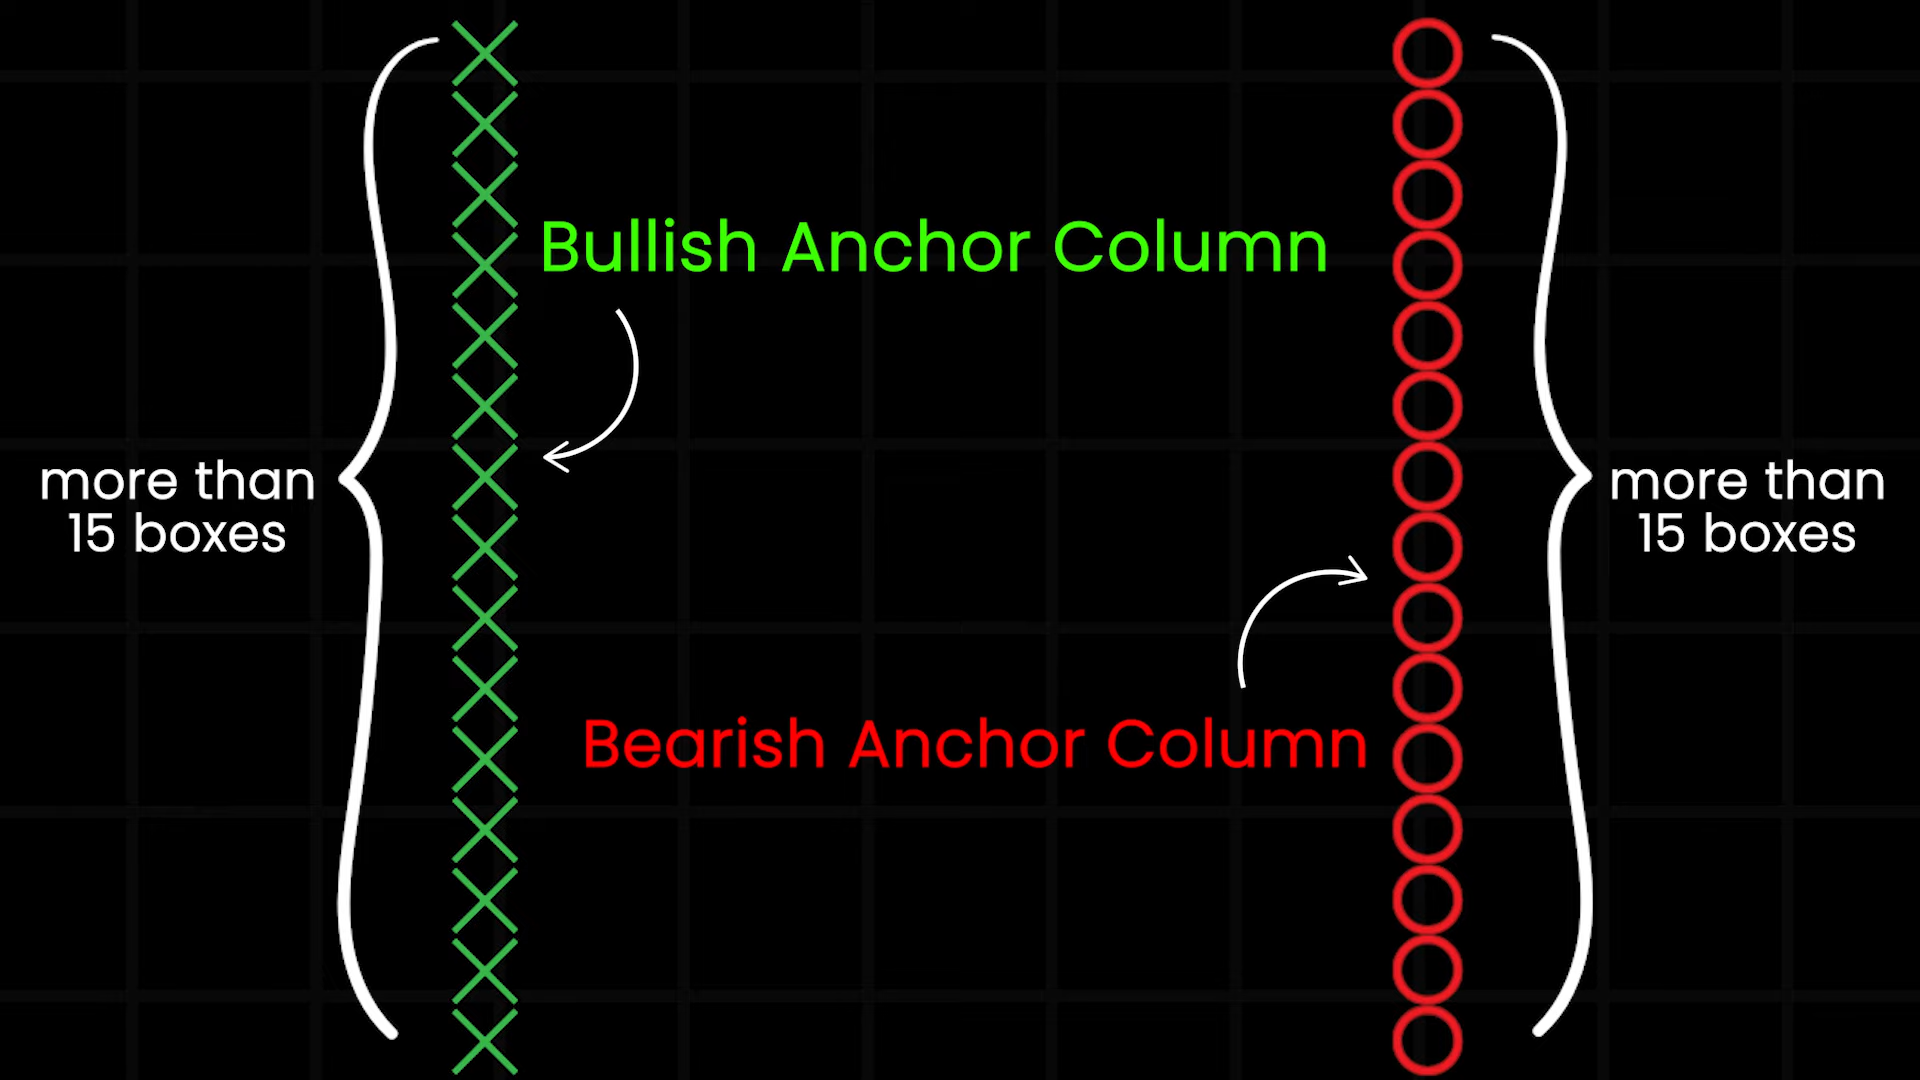 Bullish Anchor Column
more than
15 boxes
more than
15 boxes
Bearish Anchor Column